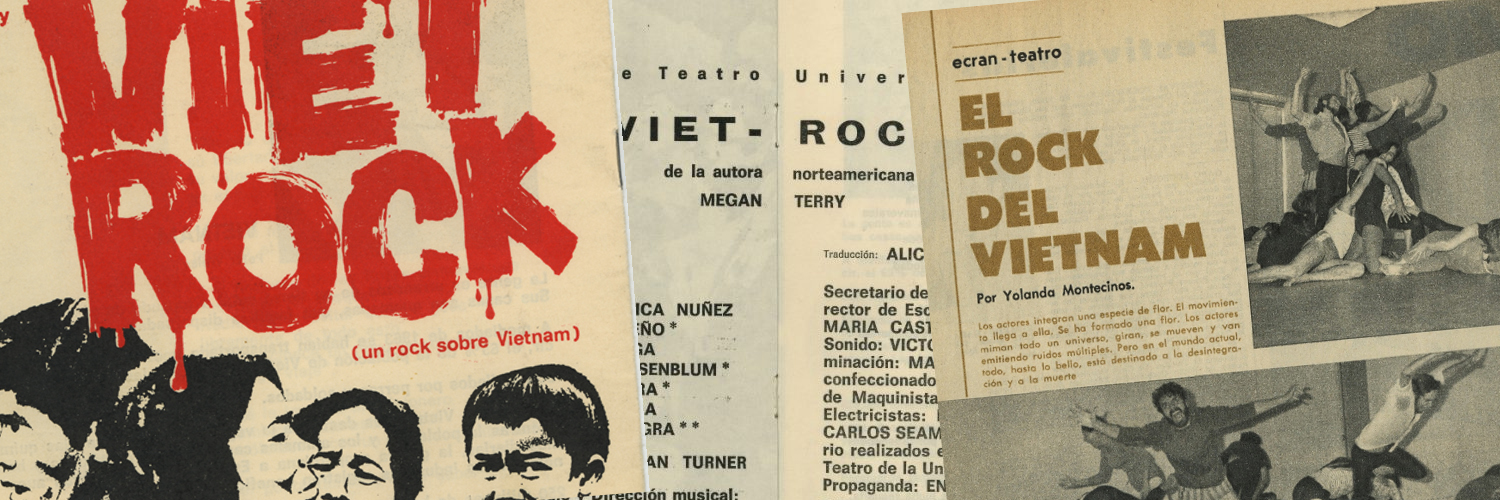 y
VIET
ROCK
(un rock sobre Vietnam)
e Teatro Univer
VIET-ROC
de la autora norteamericana
MEGAN TERRY
ICA NUÑEZ
EÑO *
GA
SENBLUM *
RA *
A
GRA * *
AN TURNER
Dirección musical:
Traducción: ALIC
Secretario de
rector de Esc
MARIA CAST
Sonido: VICTO
minación: MA
confeccionado
de Maquinista
Electricistas:
CARLOS SEAM
rio realizados e
Teatro de la Un
Propaganda: EN
ecran - teatro
EL
ROCK
DEL
VIETNAM
Por Yolanda Montecinos.
Los actores integran una especie de flor. El movimien-
to llega a ella. Se ha formado una flor. Los actores
miman todo un universo, giran, se mueven y van
emitiendo ruidos múltiples. Pero en el mundo actual,
todo, hasta lo bello, está destinado a la desintegra-
ción y a la muerte